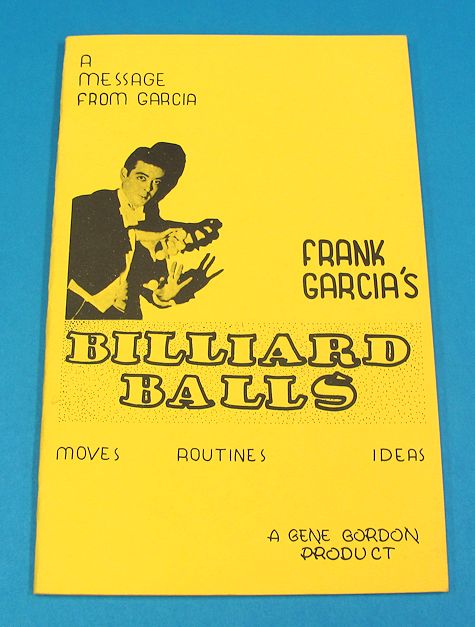 A
MESSAGE
FROM GARCIA
FRANK
GARCIA'S
BILLIARD
BALLS
MOVES ROUTINES IDEAS
A GENE GORDON
PRODUCT